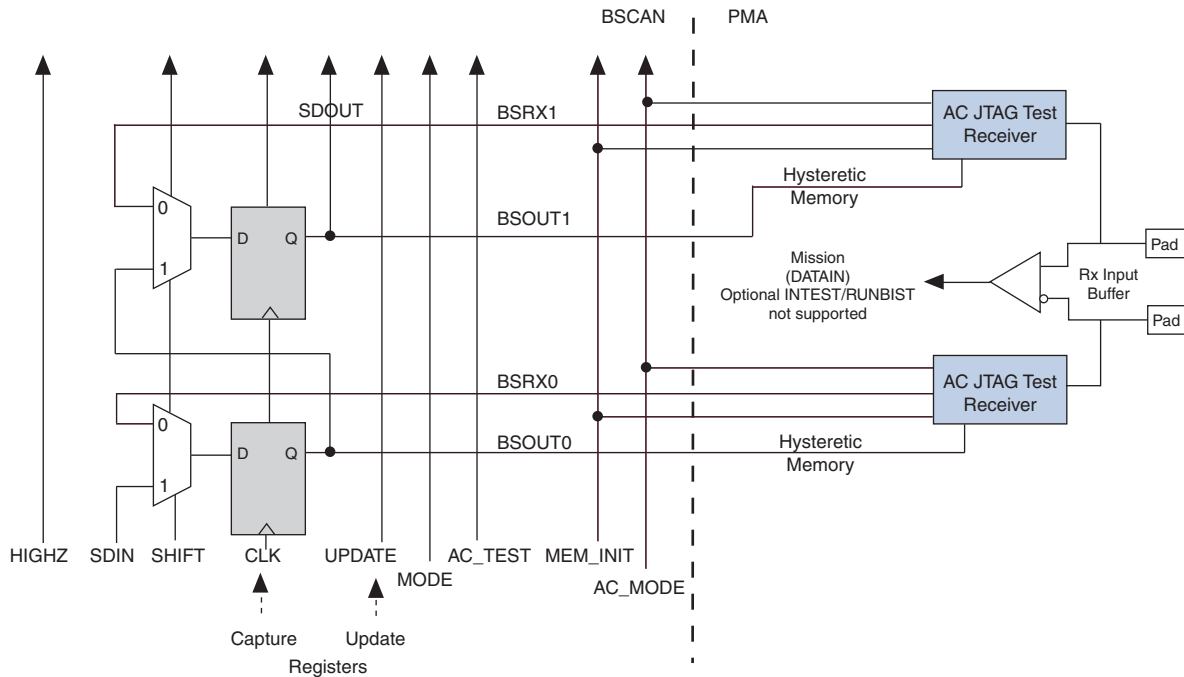 BSCAN
PMA
SDOUT
BSRX1
AC JTAG Test
Receiver
0
Hysteretic
Memory
BSOUT1
D
Q
1
Pad
Mission
(DATAIN)
Optional INTEST/RUNBIST
not supported
Rx Input
Buffer
Pad
BSRX0
AC JTAG Test
Receiver
0
BSOUT0
Hysteretic
Memory
D
Q
1
HIGHZ
SDIN
SHIFT
CLK
UPDATE
MODE
AC_TEST
MEM_INIT
AC_MODE
Capture
Update
Registers